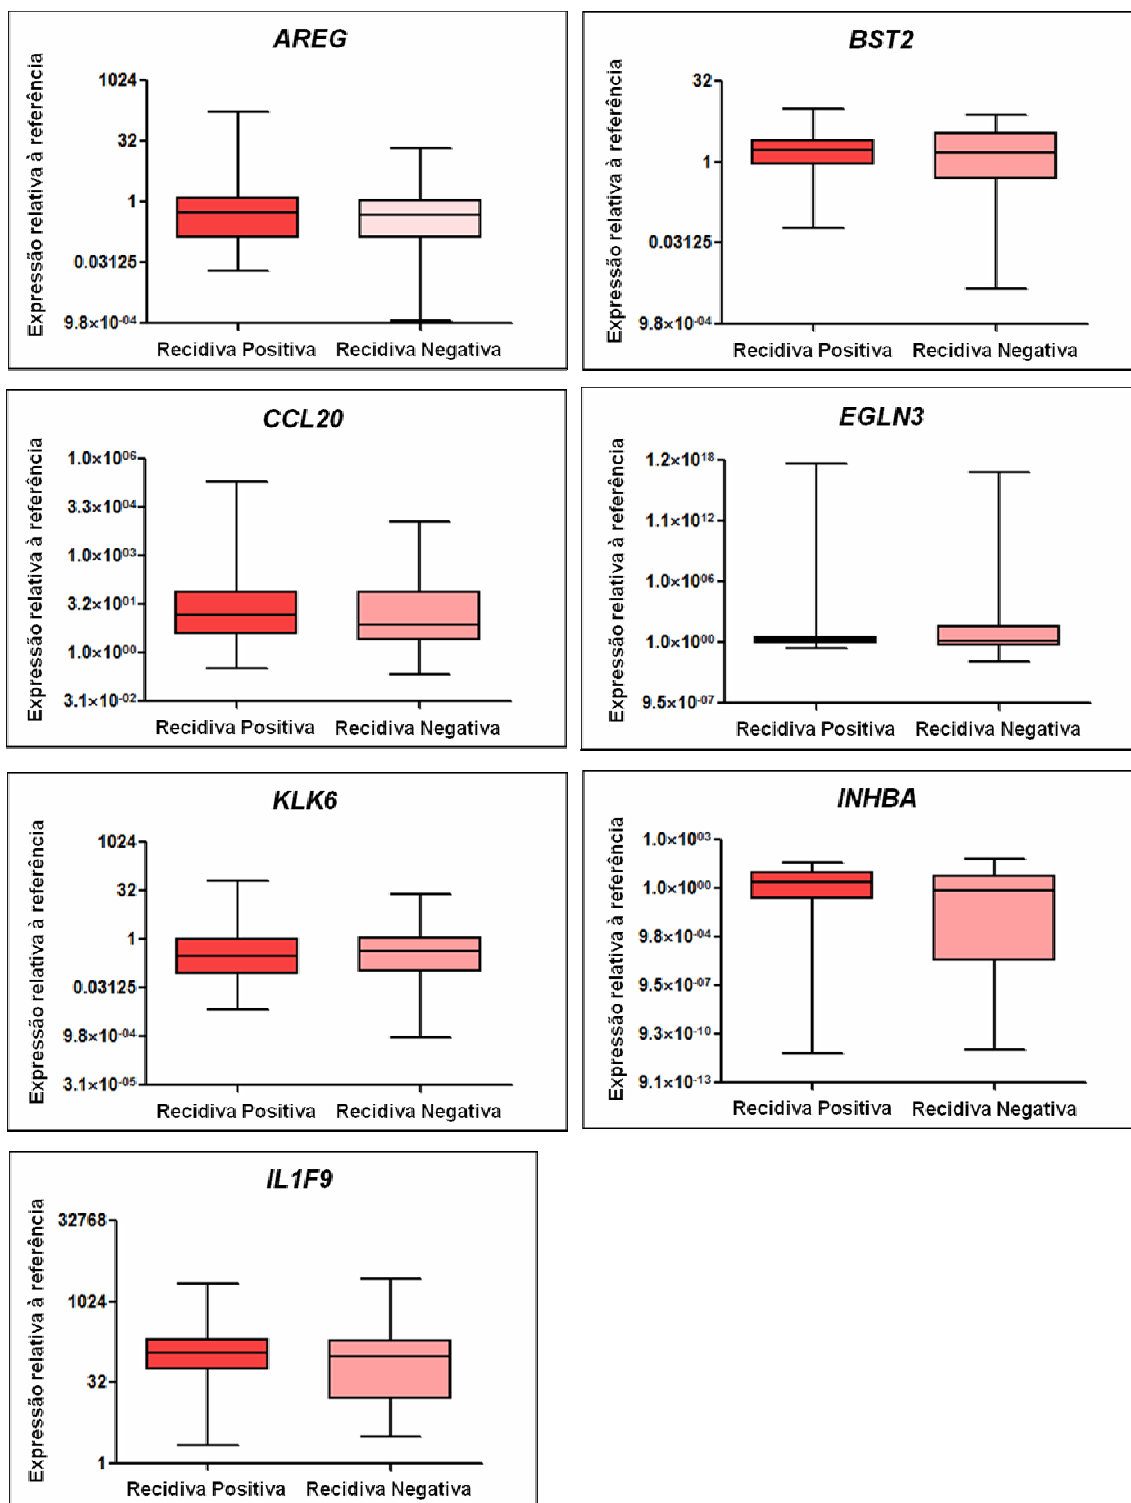 AREG
Expressão relativa à referência
1024
32
1
0.03125
9.8×10-04
Recidiva Positiva Recidiva Negativa
BST2
Expressão relativa à referência
32
1
0.03125
9.8×10-04
Recidiva Positiva Recidiva Negativa
CCL20
Expressão relativa à referência
1.0×1006
3.3×1004
1.0×1003
3.2×1001
1.0×1000
3.1×10-02
Recidiva Positiva Recidiva Negativa
EGLN3
Expressão relativa à referência
1.2×1018
1.1×1012
1.0×1006
1.0×1000
9.5×10-07
Recidiva Positiva Recidiva Negativa
KLK6
Expressão relativa à referência
1024
32
1
0.03125
9.8×10-04
3.1×10-05
Recidiva Positiva Recidiva Negativa
INHBA
Expressão relativa à referência
1.0×1003
1.0×1000
9.8×10-04
9.5×10-07
9.3×10-10
9.1×10-13
Recidiva Positiva Recidiva Negativa
IL1F9
Expressão relativa à referência
32768
1024
32
1
Recidiva Positiva Recidiva Negativa